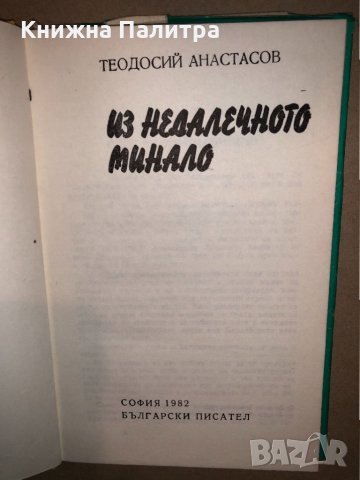 Книжна Палитра
ТЕОДОСИЙ АНАСТАСОВ
ИЗ НЕДАЛЕЧНОТО
МИНАЛО
СОФИЯ 1982
БЪЛГАРСКИ ПИСАТЕЛ
BAZAR